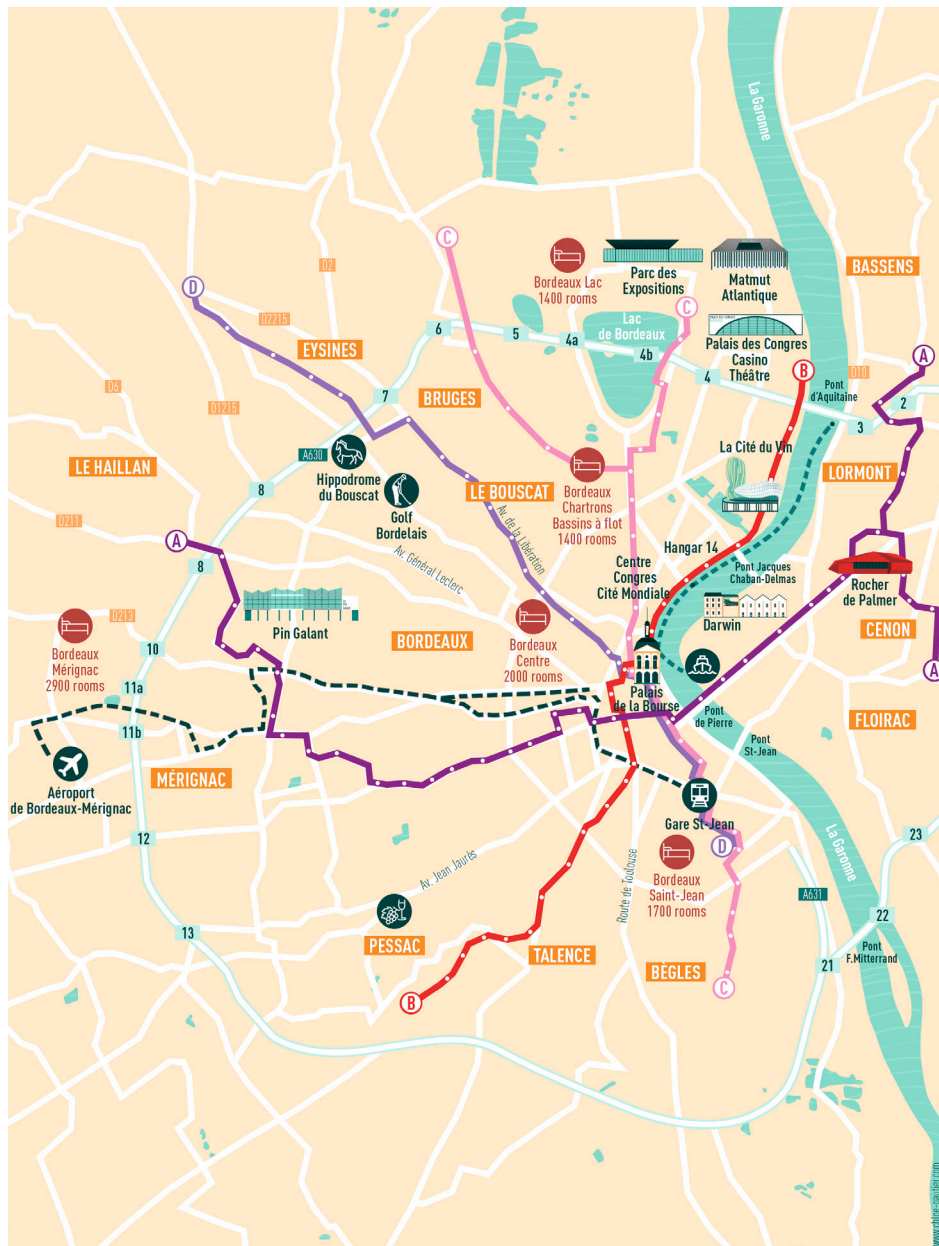 La Garonne
C
Bordeaux Lac
1400 rooms
Parc des
Expositions
Matmut
Atlantique
BASSENS
D2
D
D2215
C
Lac
de Bordeaux
PALAIS DES CONGRES
Palais des Congres
Casino
Théâtre
6
5
4a
4b
4
EYSINES
A
B
D10
Pont
d'Aquitaine
2
3
D6
7
BRUGES
D1215
A630
Hippodrome
du Bouscat
La Cité du Vin
LE HAILLAN
8
LE BOUSCAT
Bordeaux
Chartrons
Bassins à flot
1400 rooms
LORMONT
Golf
Bordelais
Av. de la Libération
D211
A
8
Av. Général Leclerc
Hangar 14
Centre
Congres
Cité Mondiale
Pont Jacques
Chaban-Delmas
Rocher
de Palmer
D213
Pin Galant
Darwin
CENON
Bordeaux
Mérignac
2900 rooms
10
BORDEAUX
Bordeaux
Centre
2000 rooms
A
11a
Palais
de la Bourse
Pont
de Pierre
FLOIRAC
11b
Pont
St-Jean
MÉRIGNAC
Aéroport
de Bordeaux-Mérignac
Gare St-Jean
12
D
La Garonne
23
Av. Jean Jaurès
Route de Toulouse
Bordeaux
Saint-Jean
1700 rooms
A631
13
PESSAC
22
TALENCE
Pont
F.Mitterrand
21
BÈGLES
B
C
www.rhône-gautier.com